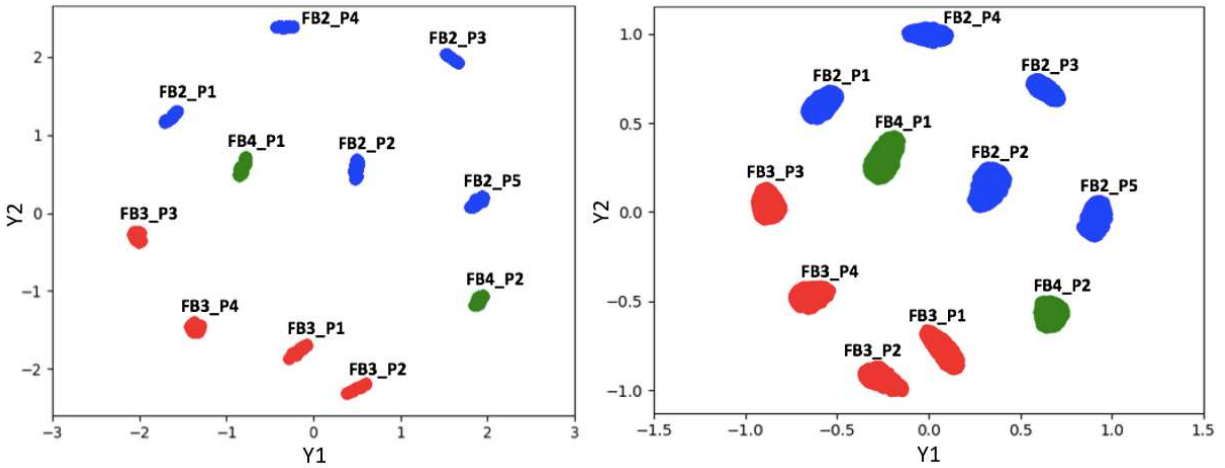 FB2_P4
FB2_P3
2
FB2_P1
1
FB4_P1
FB2_P2
FB2_P5
0
FB3_P3
Y2
FB4_P2
−1
FB3_P4
FB3_P1
−2
FB3_P2
−3 −2 −1 0 1 2 3
Y1
1.0
FB2_P4
FB2_P3
FB2_P1
0.5
FB4_P1
FB2_P2
FB3_P3
FB2_P5
0.0
Y2
FB3_P4
FB4_P2
−0.5
FB3_P1
FB3_P2
−1.0
−1.5 −1.0 −0.5 0.0 0.5 1.0 1.5
Y1